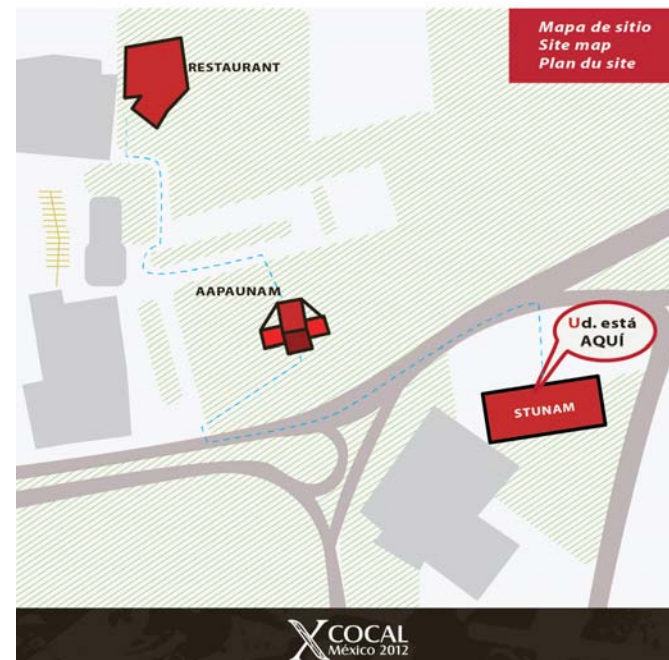 Mapa de sitio
Site map
Plan du site
RESTAURANT
AAPAUNAM
Ud. está
AQUÍ
STUNAM
X COCAL
México 2012